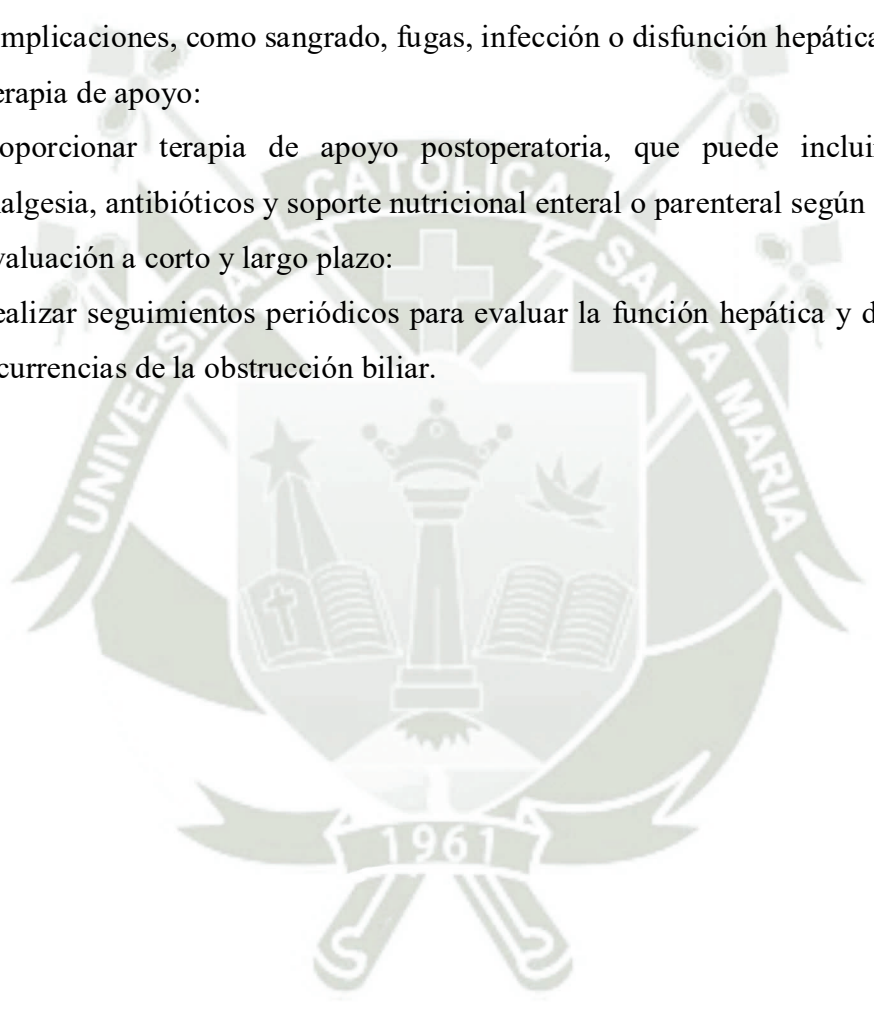 mplicaciones, como sangrado, fugas, infección o disfunción hepática
erapia de apoyo:
oporcionar terapia de apoyo postoperatoria, que puede inclui
algesia, antibióticos y soporte nutricional enteral o parenteral según
valuación a corto y largo plazo:
ealizar seguimientos periódicos para evaluar la función hepática y d
currencias de la obstrucción biliar.
UNIVERSIDAD CATOLICA SANTA MARIA
1961